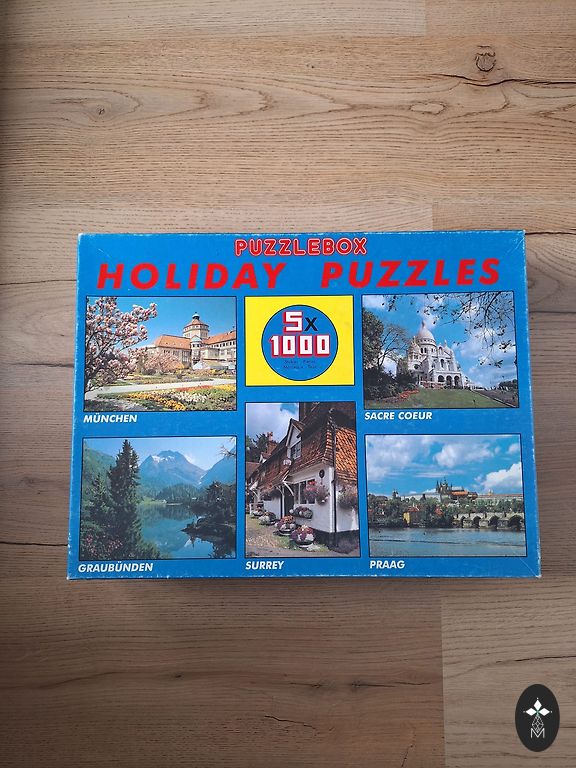 PUZZLEBOX
HOLIDAY PUZZLES
5x
1000
MÜNCHEN
SACRE COEUR
GRAUBÜNDEN
SURREY
PRAAG
M